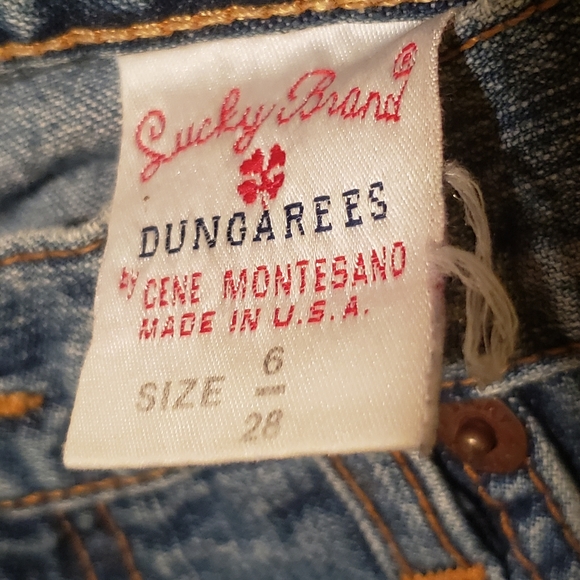 Lucky Brand®
DUNGAREES
by GENE MONTESANO
MADE IN U.S.A.
SIZE 6
28